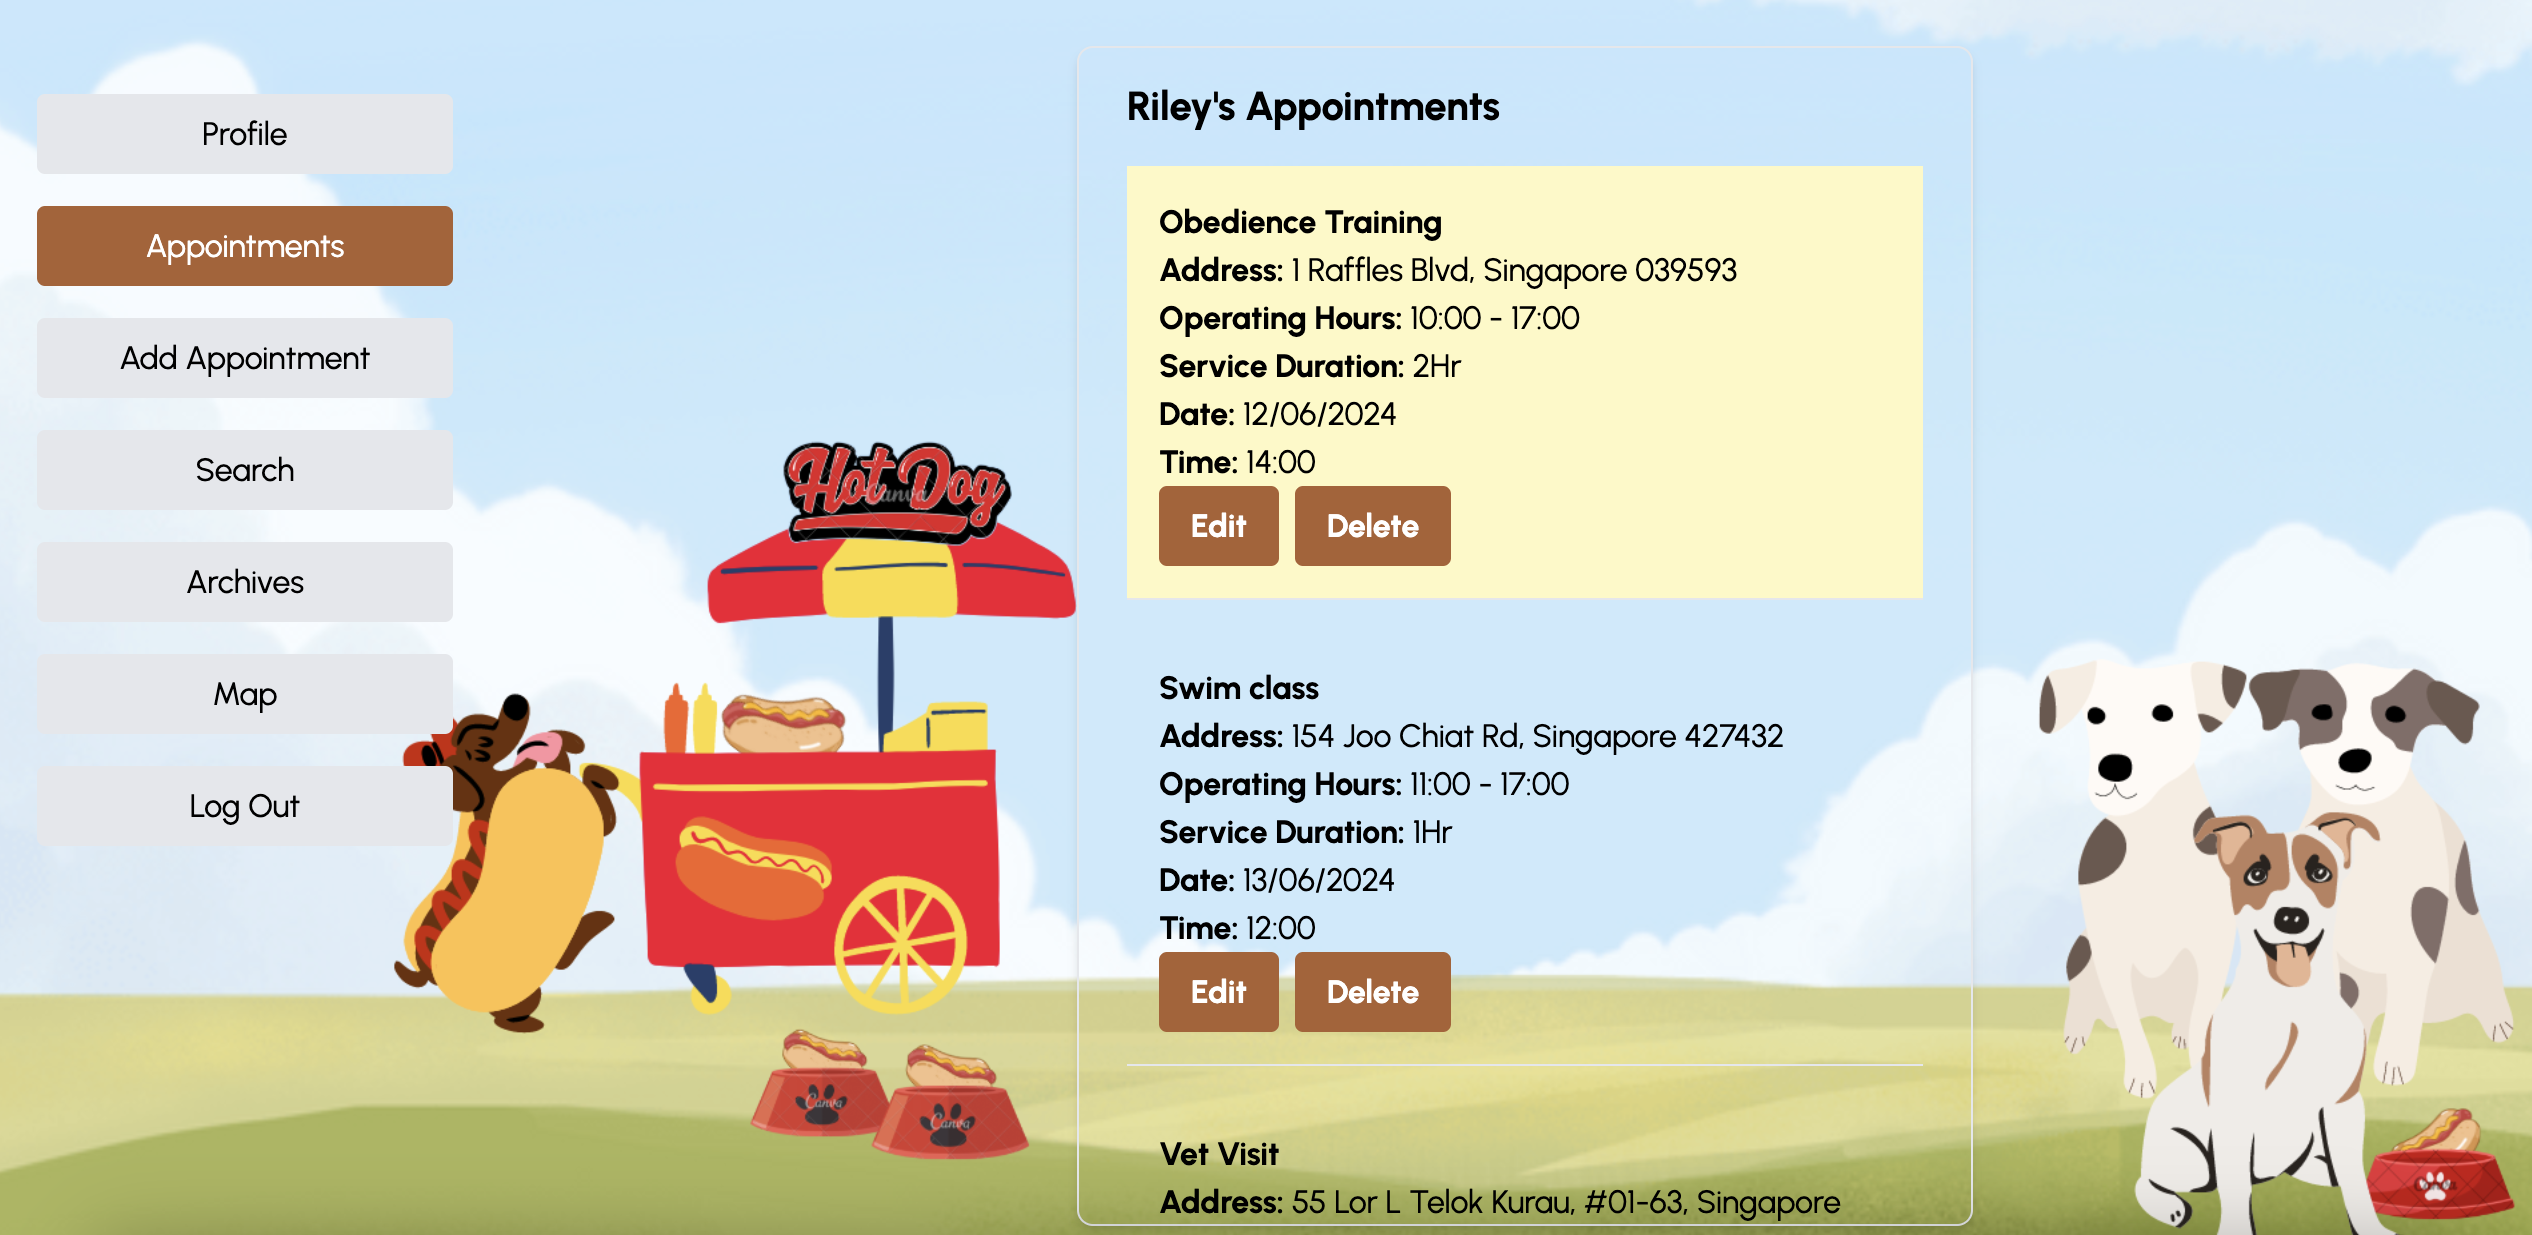 Profile
Appointments
Add Appointment
Search
Archives
Map
Log Out
Hot Dog
Canva
Canva
Canva
Riley's Appointments
Obedience Training
Address: 1 Raffles Blvd, Singapore 039593
Operating Hours: 10:00 - 17:00
Service Duration: 2Hr
Date: 12/06/2024
Time: 14:00
Edit Delete
Swim class
Address: 154 Joo Chiat Rd, Singapore 427432
Operating Hours: 11:00 - 17:00
Service Duration: 1Hr
Date: 13/06/2024
Time: 12:00
Edit Delete
Vet Visit
Address: 55 Lor L Telok Kurau, #01-63, Singapore